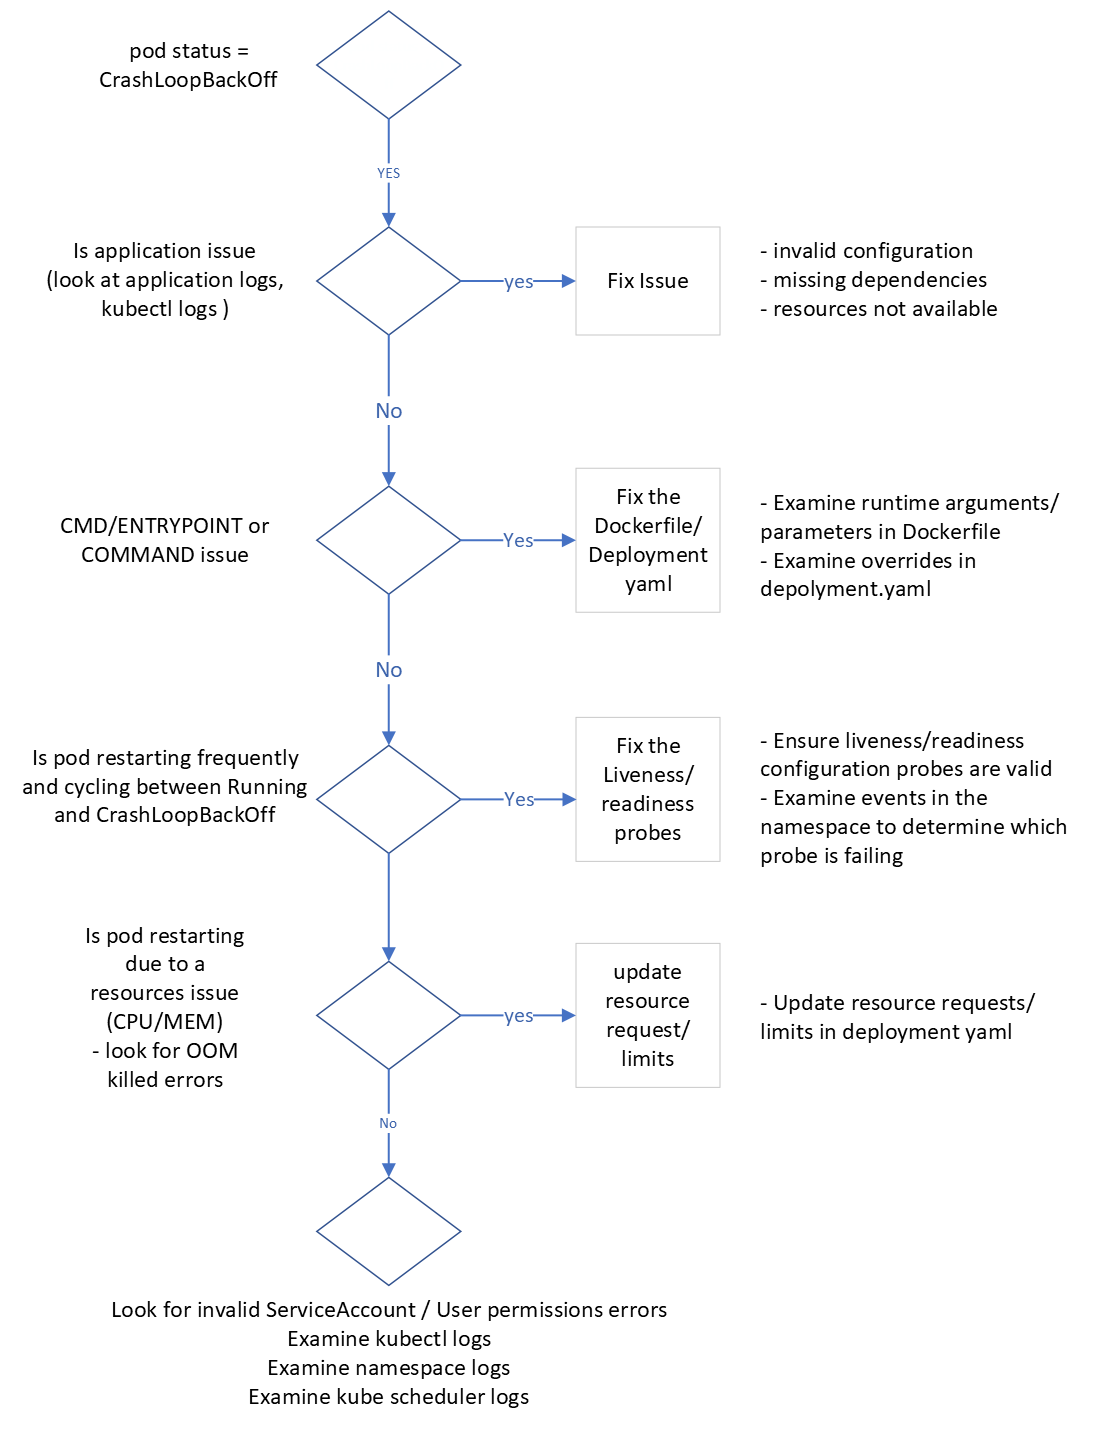 pod status =
CrashLoopBackOff
YES
Is application issue
(look at application logs,
kubectl logs )
yes
Fix Issue
- invalid configuration
- missing dependencies
- resources not available
No
CMD/ENTRYPOINT or
COMMAND issue
Yes
Fix the
Dockerfile/
Deployment
yaml
- Examine runtime arguments/
parameters in Dockerfile
- Examine overrides in
depolyment.yaml
No
Is pod restarting frequently
and cycling between Running
and CrashLoopBackOff
Yes
Fix the
Liveness/
readiness
probes
- Ensure liveness/readiness
configuration probes are valid
- Examine events in the
namespace to determine which
probe is failing
Is pod restarting
due to a
resources issue
(CPU/MEM)
- look for OOM
killed errors
yes
update
resource
request/
limits
- Update resource requests/
limits in deployment yaml
No
Look for invalid ServiceAccount / User permissions errors
Examine kubectl logs
Examine namespace logs
Examine kube scheduler logs